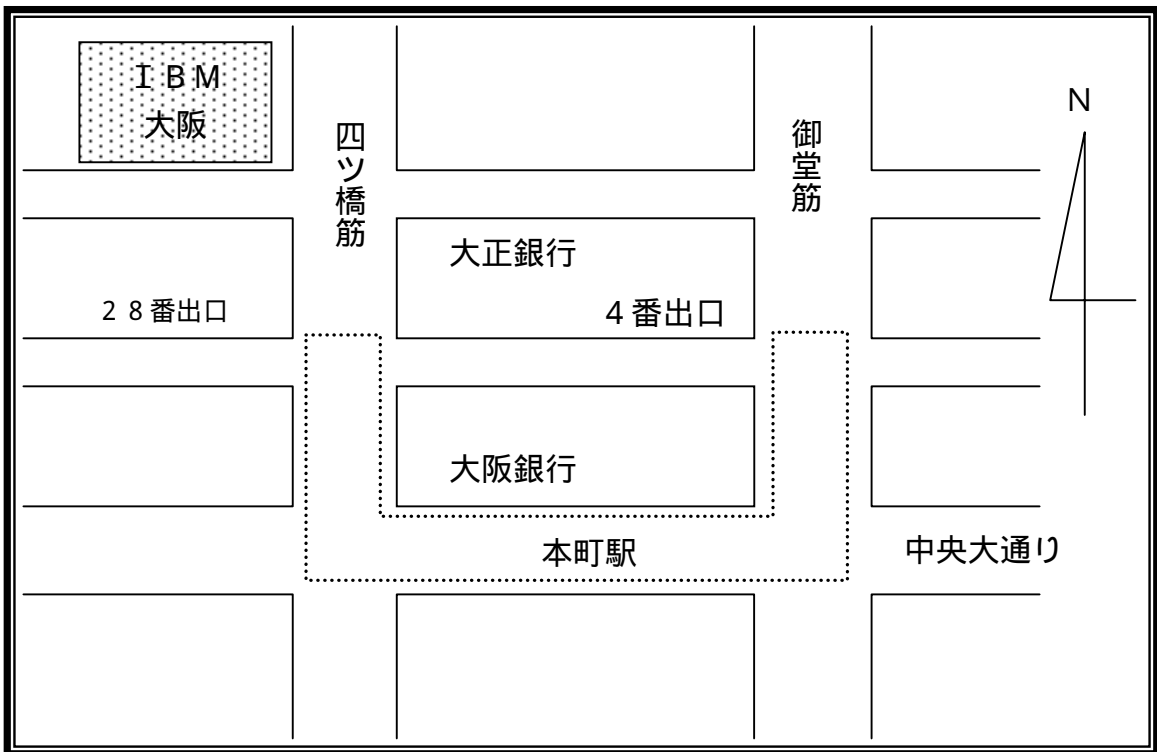 ＩＢＭ
大阪
四ツ橋筋
御堂筋
N
大正銀行
２８番出口
４番出口
大阪銀行
本町駅
中央大通り